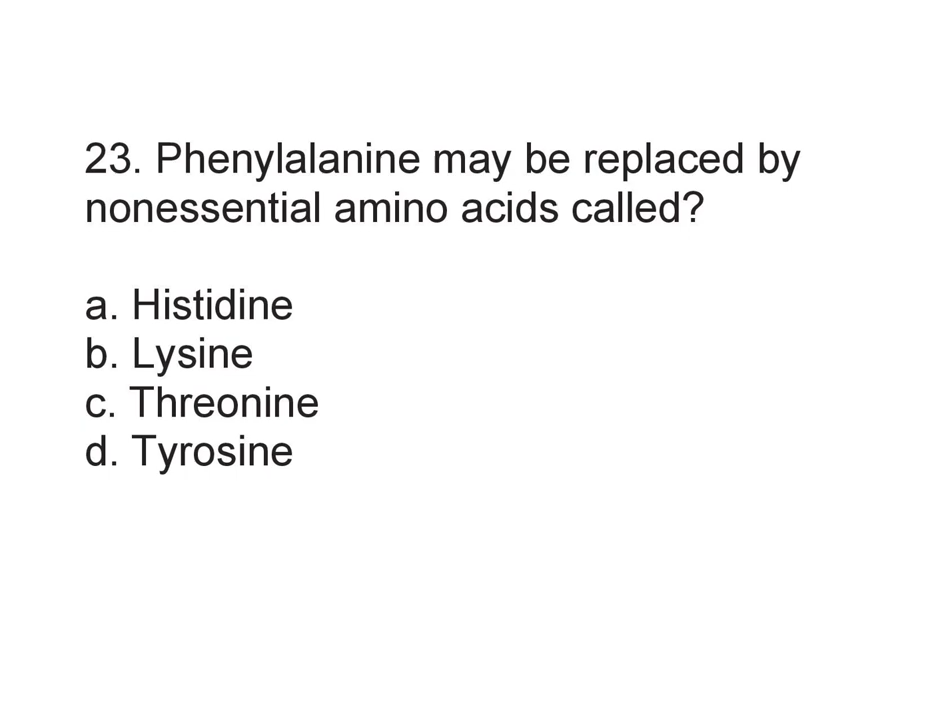 23. Phenylalanine may be replaced by
nonessential amino acids called?
a. Histidine
b. Lysine
c. Threonine
d. Tyrosine